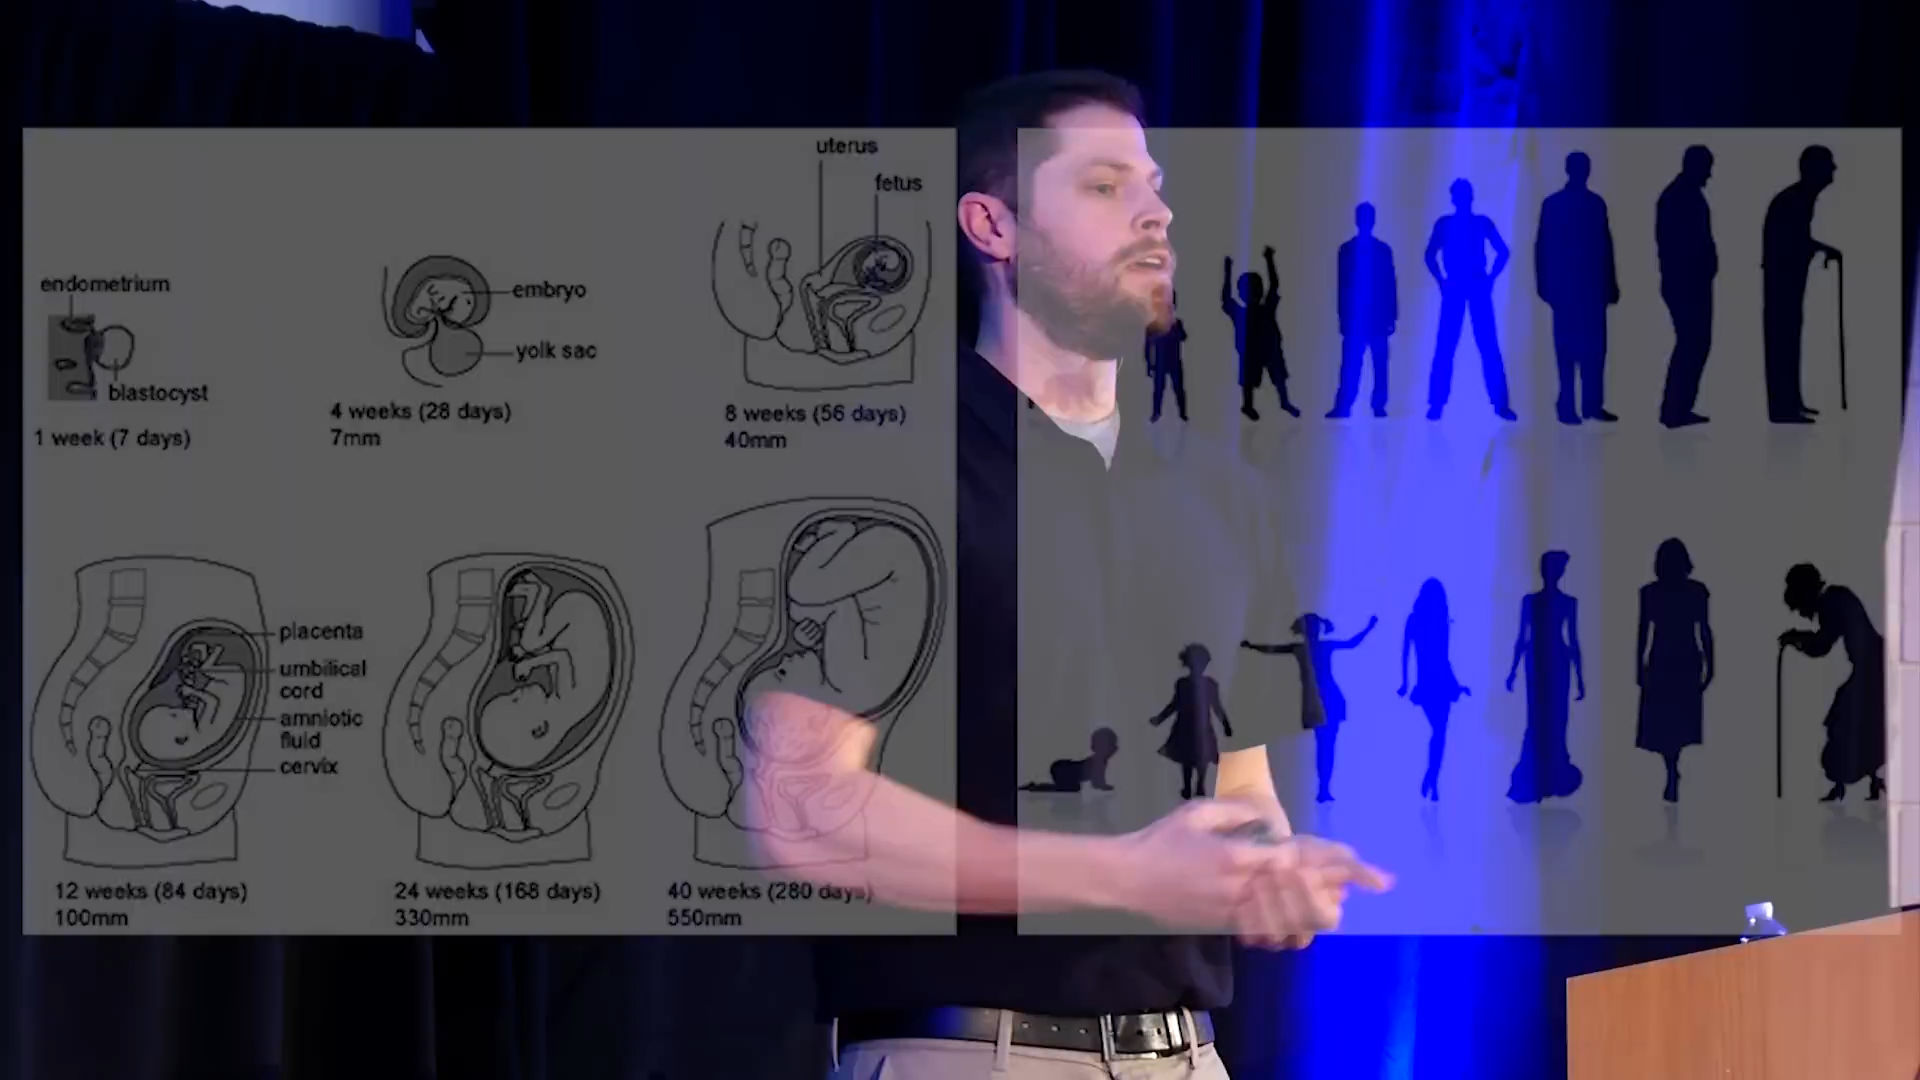 uterus
fetus
endometrium
blastocyst
1 week (7 days)
embryo
yolk sac
4 weeks (28 days)
7mm
8 weeks (56 days)
40mm
placenta
umbilical
cord
amniotic
fluid
cervix
12 weeks (84 days)
100mm
24 weeks (168 days)
330mm
40 weeks (280 days)
550mm